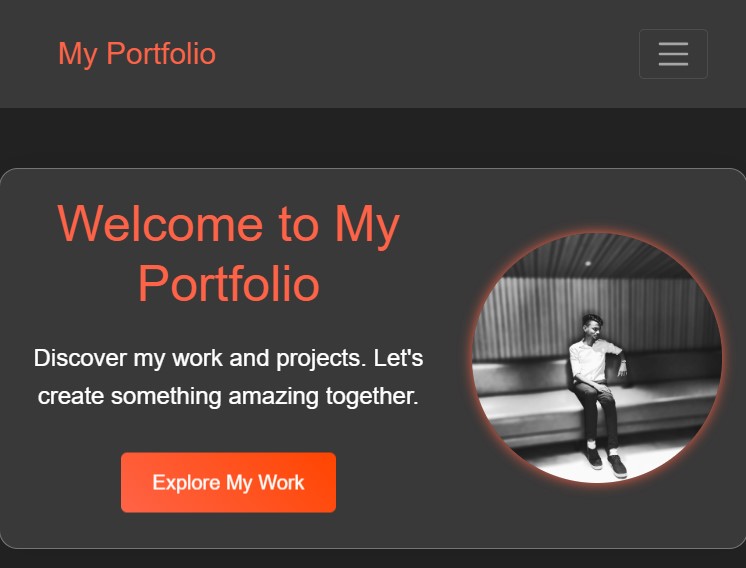 My Portfolio
Welcome to My
Portfolio
Discover my work and projects. Let's
create something amazing together.
Explore My Work